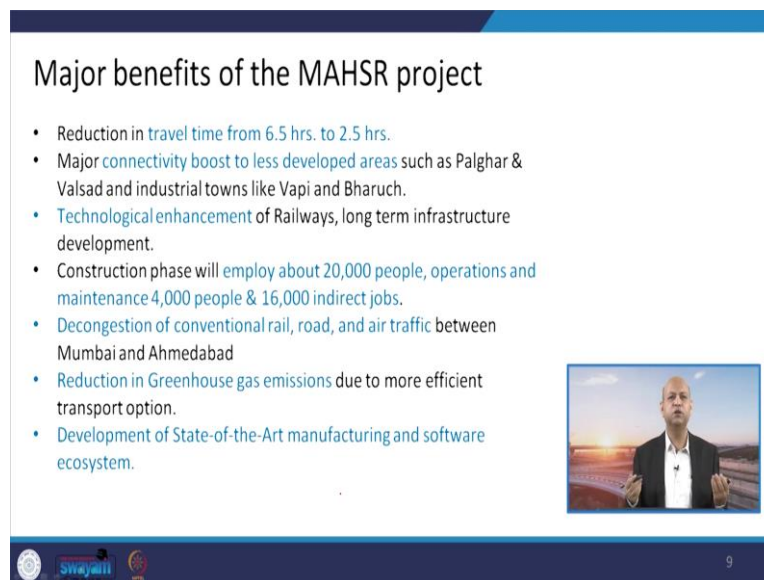 Major benefits of the MAHSR project
• Reduction in travel time from 6.5 hrs. to 2.5 hrs.
• Major connectivity boost to less developed areas such as Palghar &
Valsad and industrial towns like Vapi and Bharuch.
• Technological enhancement of Railways, long term infrastructure
development.
• Construction phase will employ about 20,000 people, operations and
maintenance 4,000 people & 16,000 indirect jobs.
• Decongestion of conventional rail, road, and air traffic between
Mumbai and Ahmedabad
• Reduction in Greenhouse gas emissions due to more efficient
transport option.
• Development of State-of-the-Art manufacturing and software
ecosystem.
swayam
9